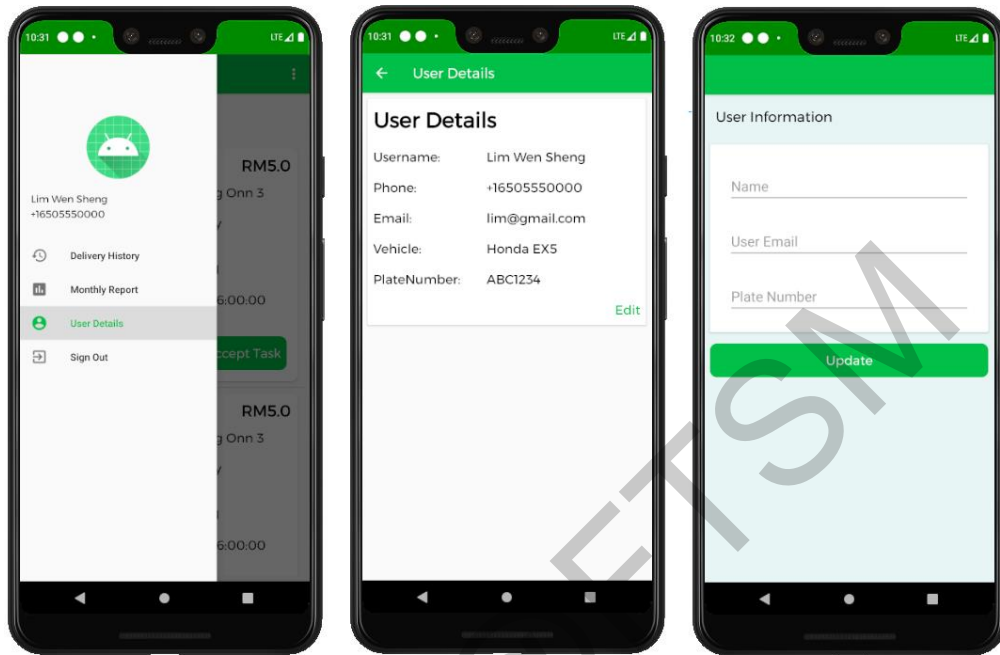 10:31
LTE
RM5.0
g Onn 3
6:00:00
ccept Task
RM5.0
g Onn 3
6:00:00
Lim Wen Sheng
+16505550000
Delivery History
Monthly Report
User Details
Sign Out
10:31
LTE
User Details
User Details
Username: Lim Wen Sheng
Phone: +16505550000
Email: lim@gmail.com
Vehicle: Honda EX5
PlateNumber: ABC1234
Edit
10:32
LTE
User Information
Name
User Email
Plate Number
Update
FTSM